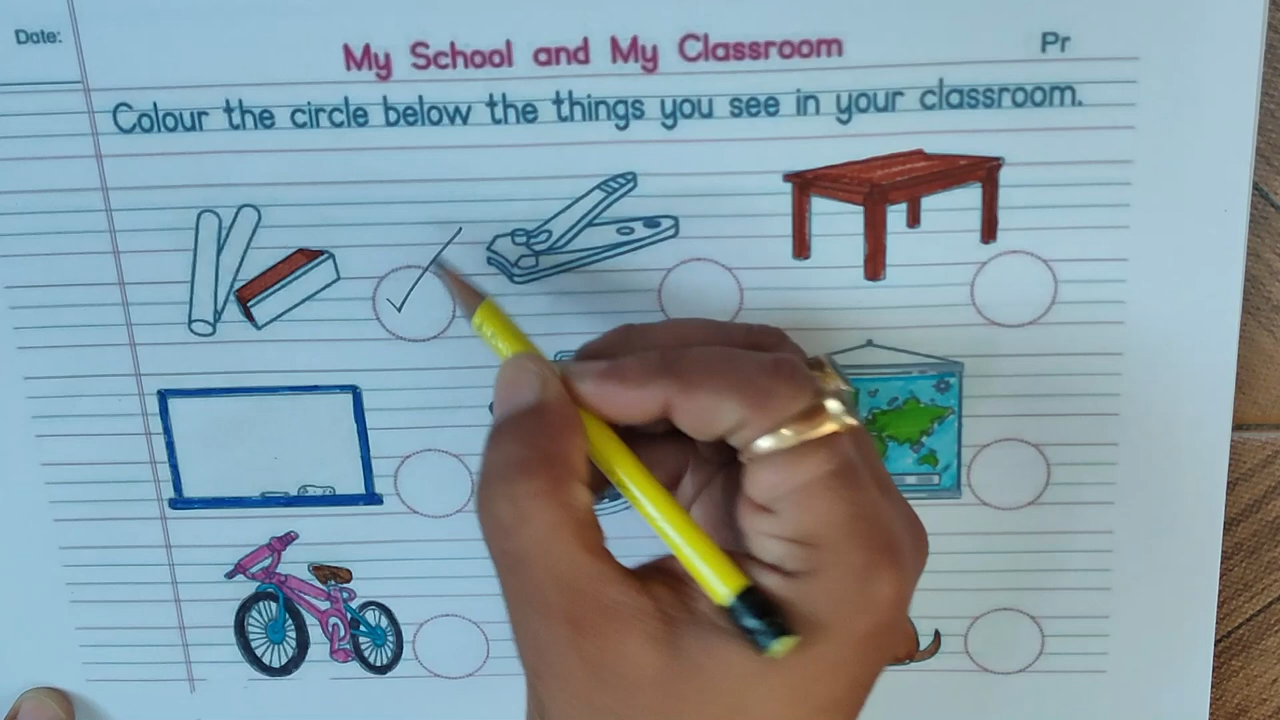 Date:
My School and My Classroom
Pr
Colour the circle below the things you see in your classroom.